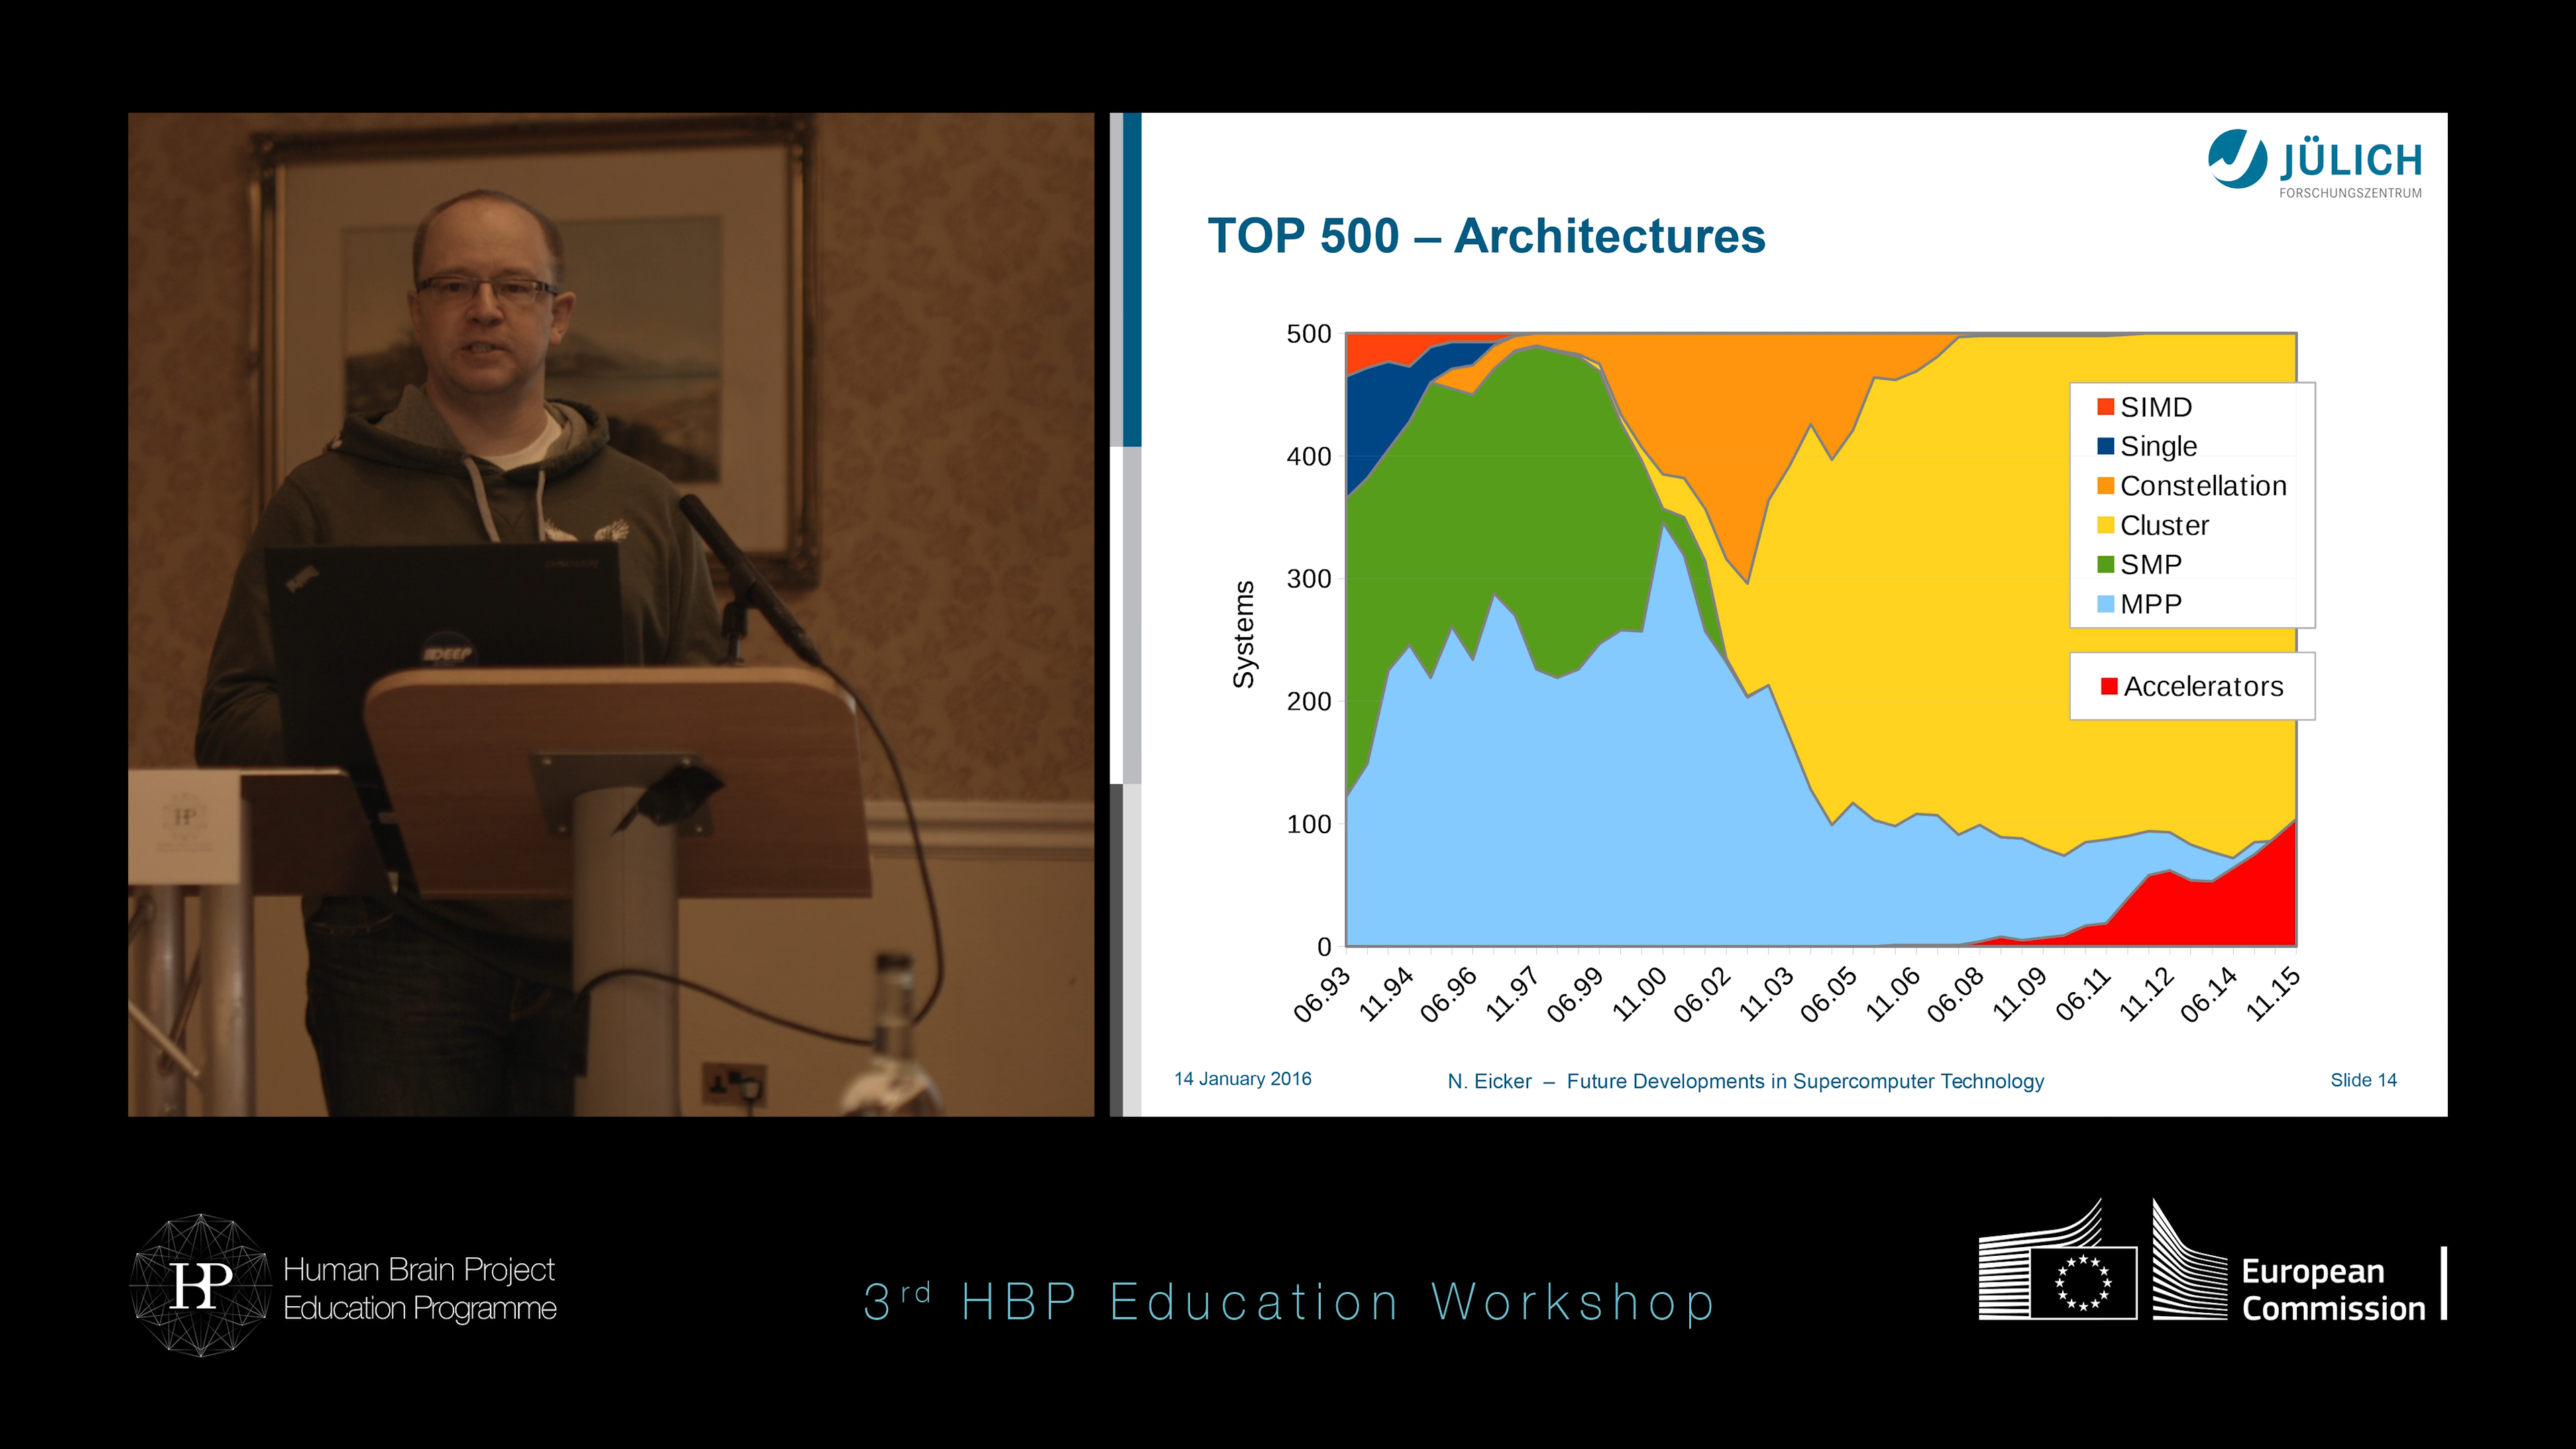 JÜLICH
FORSCHUNGSZENTRUM
TOP 500 – Architectures
500
400
300
200
100
0
Systems
SIMD
Single
Constellation
Cluster
SMP
MPP
Accelerators
06.93
11.94
06.96
11.97
06.99
11.00
06.02
11.03
06.05
11.06
06.08
11.09
06.11
11.12
06.14
11.15
14 January 2016
N. Eicker – Future Developments in Supercomputer Technology
Slide 14
DEEP
HP
HBP
Human Brain Project
Education Programme
3rd HBP Education Workshop
European
Commission